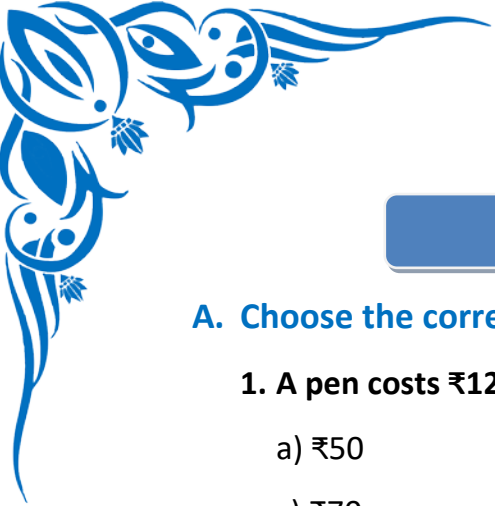 A. Choose the corre
1. A pen costs ₹12
a) ₹50